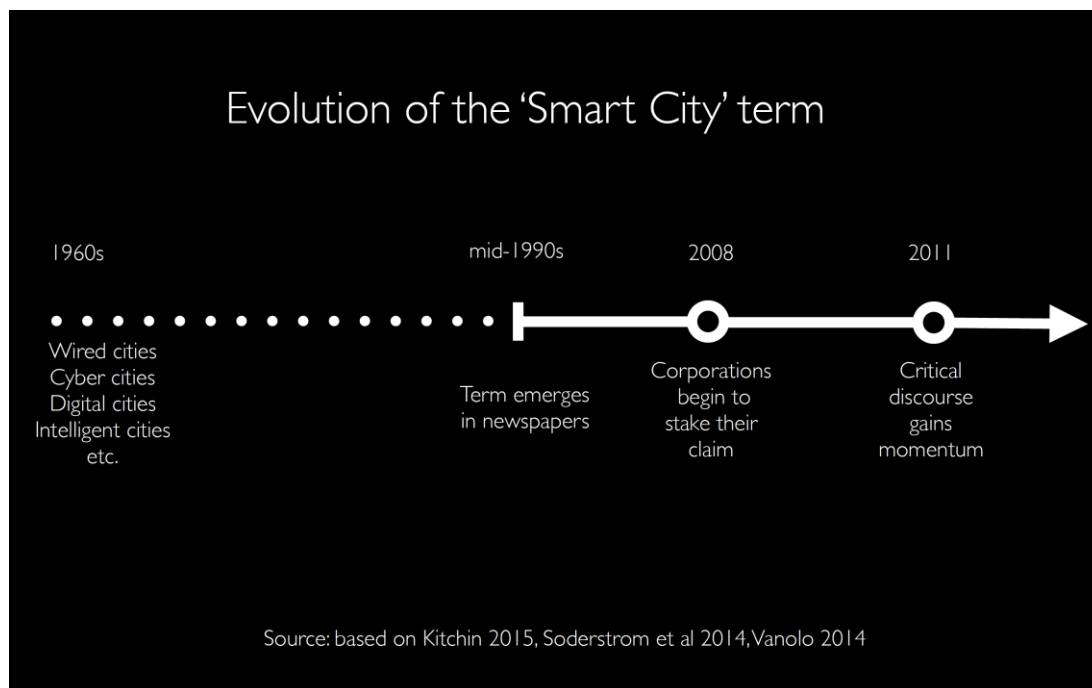 Evolution of the ‘Smart City’ term
1960s
mid-1990s
2008
2011
Wired cities
Cyber cities
Digital cities
Intelligent cities
etc.
Term emerges
in newspapers
Corporations
begin to
stake their
claim
Critical
discourse
gains
momentum
Source: based on Kitchin 2015, Soderstrom et al 2014, Vanolo 2014